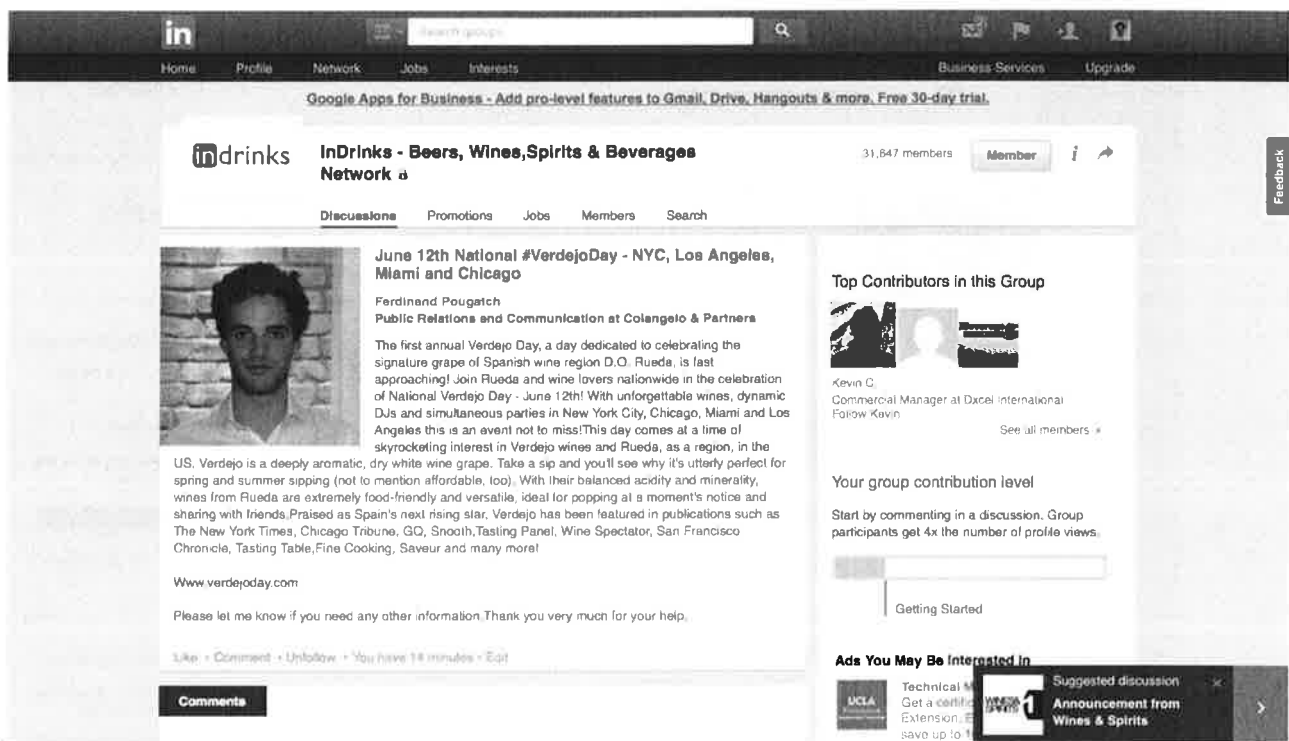 in
Search groups
Home Profile Network Jobs Interests Business Services Upgrade
Google Apps for Business - Add pro-level features to Gmail, Drive, Hangouts & more. Free 30-day trial.
indrinks
InDrinks - Beers, Wines,Spirits & Beverages
Network
31,647 members Member i
Feedback
Discussions Promotions Jobs Members Search
June 12th National #VerdejoDay - NYC, Los Angeles,
Miami and Chicago
Ferdinand Pougatch
Public Relations and Communication at Colangelo & Partners
The first annual Verdejo Day, a day dedicated to celebrating the
signature grape of Spanish wine region D.O. Rueda, is fast
approaching! Join Rueda and wine lovers nationwide in the celebration
of National Verdejo Day - June 12th! With unforgettable wines, dynamic
DJs and simultaneous parties in New York City, Chicago, Miami and Los
Angeles this is an event not to miss!This day comes at a time of
skyrocketing interest in Verdejo wines and Rueda, as a region, in the
US. Verdejo is a deeply aromatic, dry white wine grape. Take a sip and you'll see why it's utterly perfect for
spring and summer sipping (not to mention affordable, too). With their balanced acidity and minerality,
wines from Rueda are extremely food-friendly and versatile, ideal for popping at a moment's notice and
sharing with friends.Praised as Spain's next rising star, Verdejo has been featured in publications such as
The New York Times, Chicago Tribune, GQ, Snooth,Tasting Panel, Wine Spectator, San Francisco
Chronicle, Tasting Table,Fine Cooking, Saveur and many more!
Www.verdejoday.com
Please let me know if you need any other information.Thank you very much for your help.
Like • Comment • Unfollow • You have 14 minutes • Edit
Comments
Top Contributors in this Group
Kevin C.
Commercial Manager at Dxcel International
Follow Kevin
See all members
Your group contribution level
Start by commenting in a discussion. Group
participants get 4x the number of profile views.
Getting Started
Ads You May Be Interested In
UCLA
Technical M
Get a certific
Extension. E
save up to 1
WINES&
SPIRITS 1
Suggested discussion ×
Announcement from
Wines & Spirits